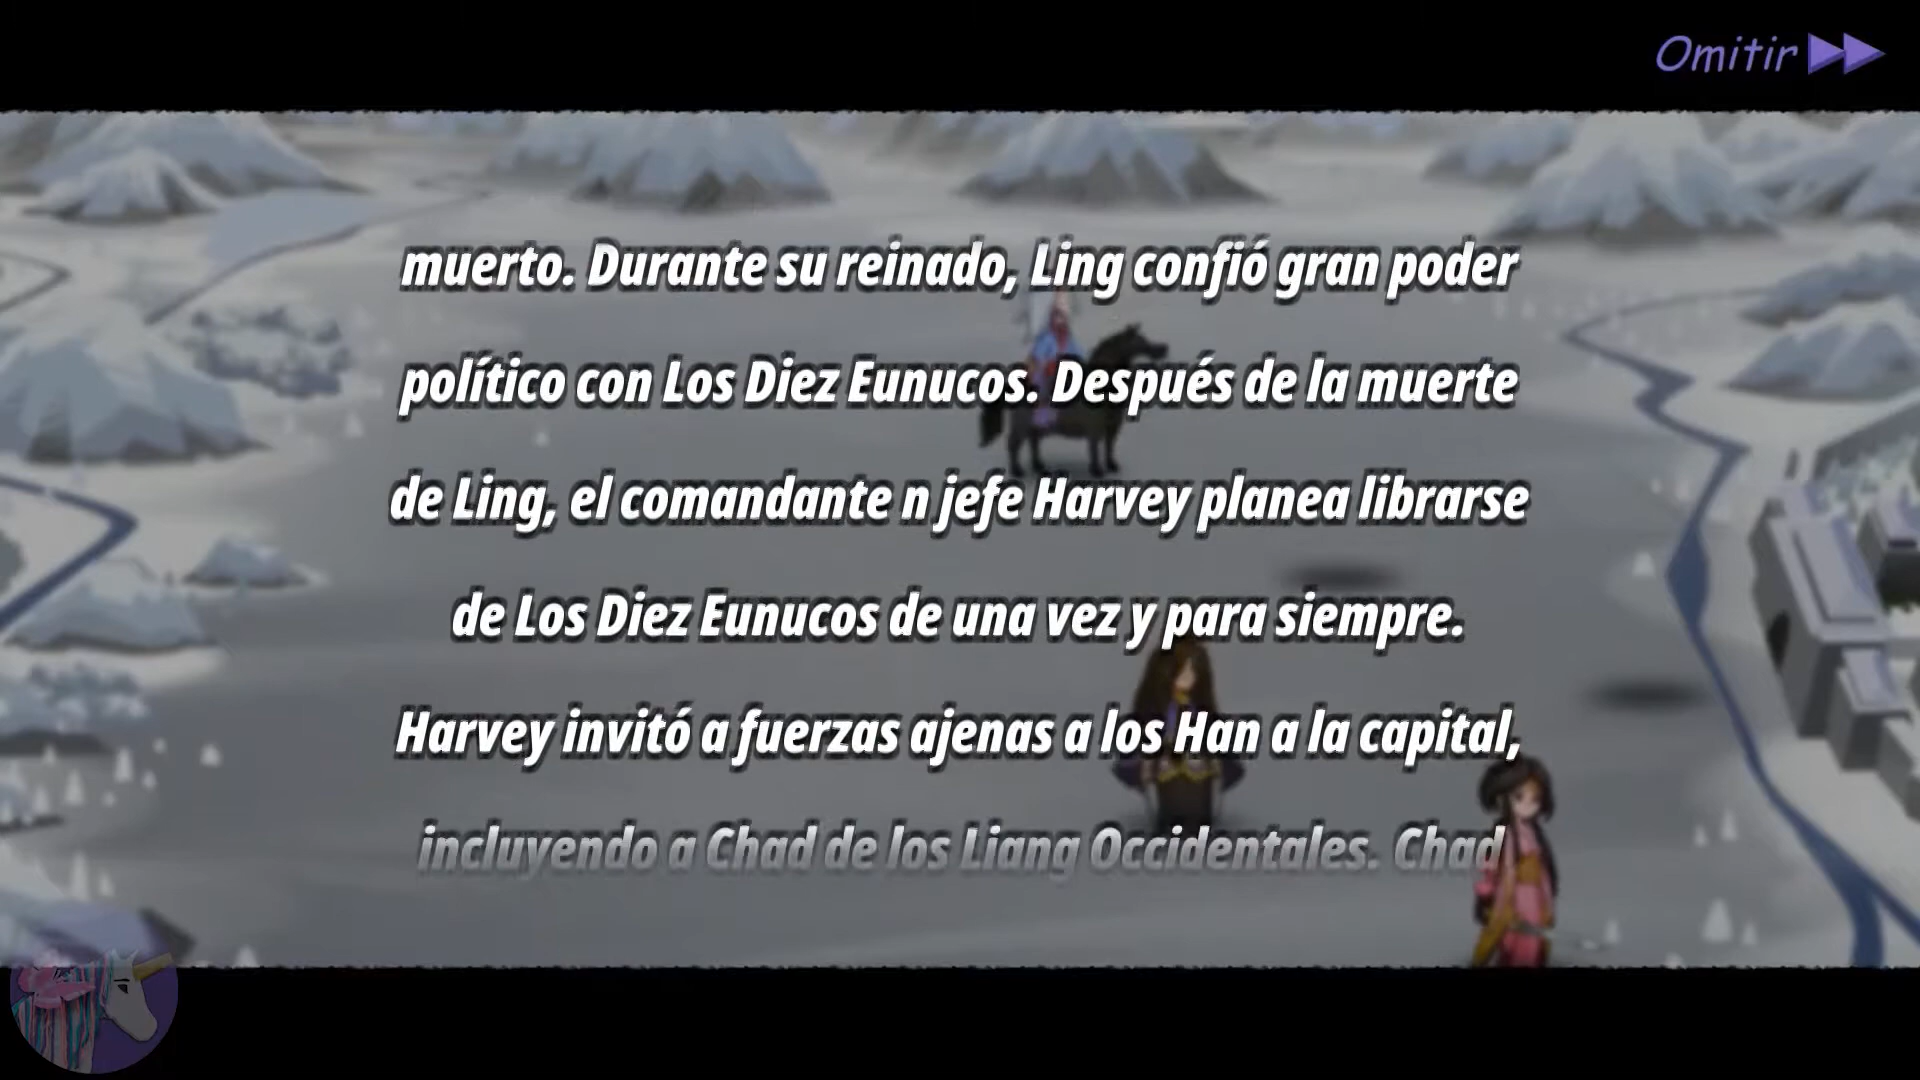 Omitir
muerto. Durante su reinado, Ling confió gran poder
político con Los Diez Eunucos. Después de la muerte
de Ling, el comandante n jefe Harvey planea librarse
de Los Diez Eunucos de una vez y para siempre.
Harvey invitó a fuerzas ajenas a los Han a la capital,
incluyendo a Chad de los Liang Occidentales. Chad